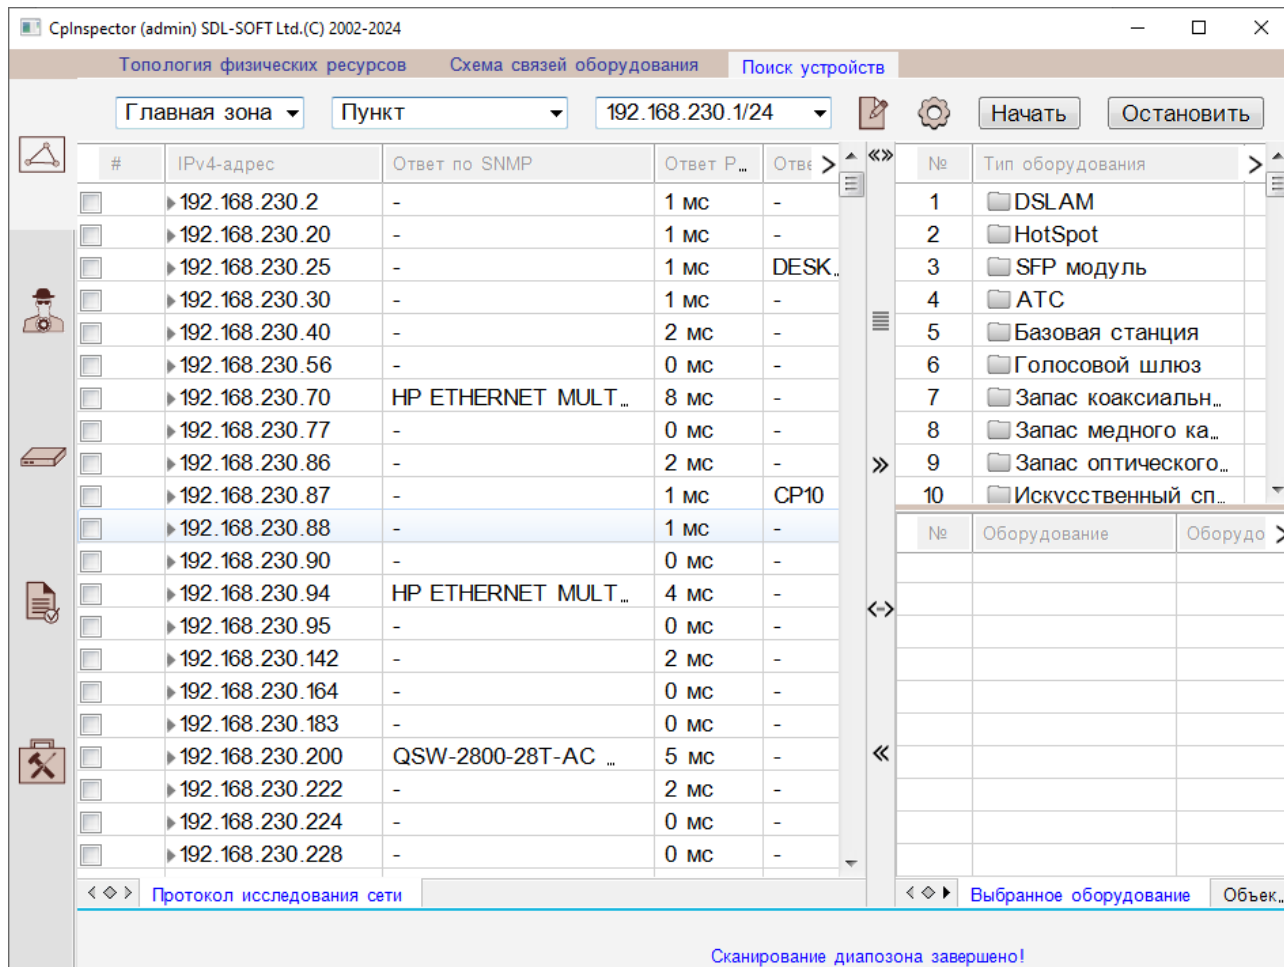 CpInspector (admin) SDL-SOFT Ltd.(C) 2002-2024
Топология физических ресурсов Схема связей оборудования Поиск устройств
Главная зона Пункт 192.168.230.1/24 Начать Остановить
# IPv4-адрес Ответ по SNMP Ответ P... Отве № Тип оборудования
192.168.230.2 - 1 мс - 1 DSLAM
192.168.230.20 - 1 мс - 2 HotSpot
192.168.230.25 - 1 мс DESK... 3 SFP модуль
192.168.230.30 - 1 мс - 4 АТС
192.168.230.40 - 2 мс - 5 Базовая станция
192.168.230.56 - 0 мс - 6 Голосовой шлюз
192.168.230.70 HP ETHERNET MULT... 8 мс - 7 Запас коаксиальн...
192.168.230.77 - 0 мс - 8 Запас медного ка...
192.168.230.86 - 2 мс - 9 Запас оптического...
192.168.230.87 - 1 мс CP10 10 Искусственный сп...
192.168.230.88 - 1 мс -
№ Оборудование Оборудо
192.168.230.90 - 0 мс -
192.168.230.94 HP ETHERNET MULT... 4 мс -
192.168.230.95 - 0 мс -
192.168.230.142 - 2 мс -
192.168.230.164 - 0 мс -
192.168.230.183 - 0 мс -
192.168.230.200 QSW-2800-28T-AC ... 5 мс -
192.168.230.222 - 2 мс -
192.168.230.224 - 0 мс -
192.168.230.228 - 0 мс -
Протокол исследования сети Выбранное оборудование Объек...
Сканирование диапозона завершено!